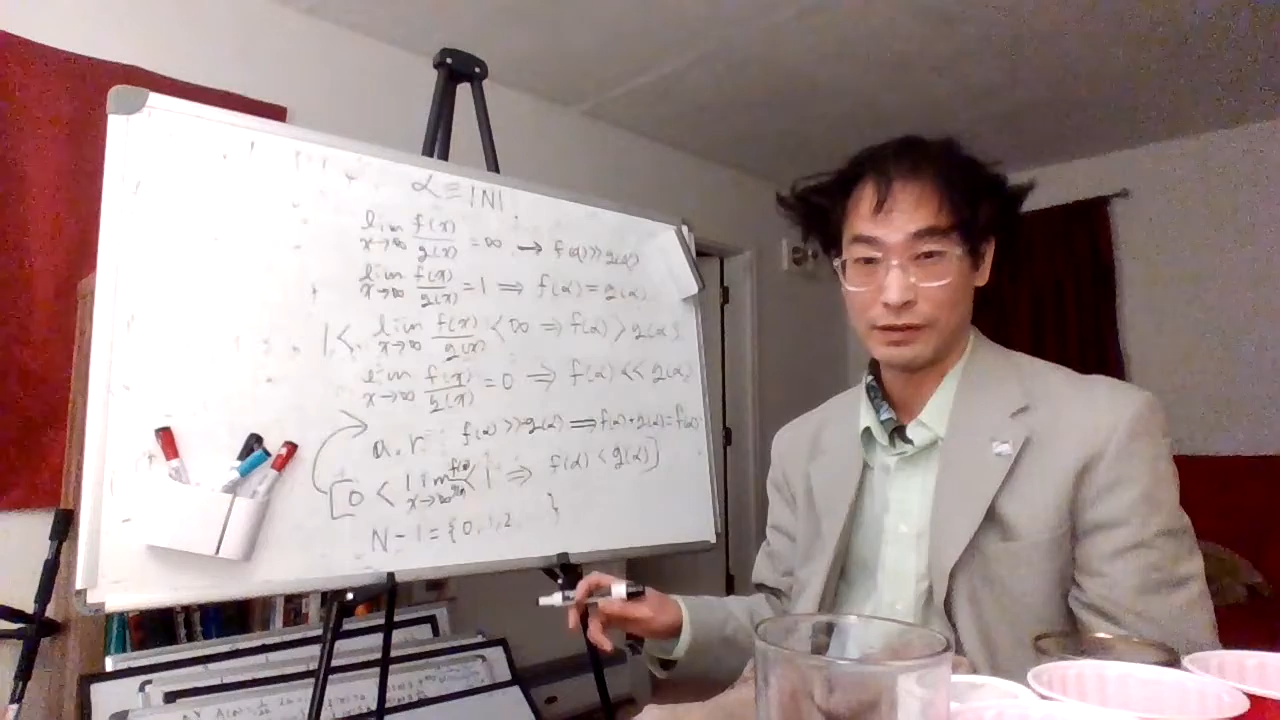 α ≡ |N|
lim x→∞ f(x)/g(x) = ∞ → f(α) >> g(α)
lim x→∞ f(x)/g(x) = 1 ⇒ f(α) = g(α)
1 < lim x→∞ f(x)/g(x) < ∞ ⇒ f(α) > g(α)
lim x→∞ f(x)/g(x) = 0 ⇒ f(α) << g(α)
a.r. f(α) >> g(α) ⇒ f(α) + g(α) = f(α)
[0 < lim x→∞ f(x)/g(x) < 1 ⇒ f(α) < g(α)]
N - 1 = {0, 1, 2, }